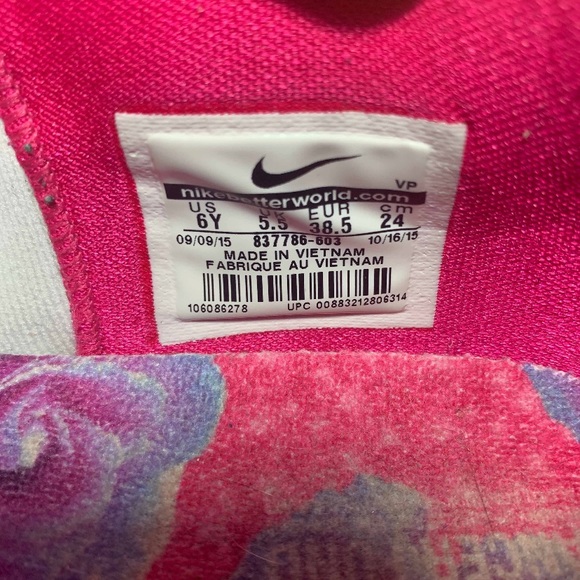 nikebetterworld.com VP
US UK EUR cm
6Y 5.5 38.5 24
09/09/15 837786-603 10/16/15
MADE IN VIETNAM
FABRIQUE AU VIETNAM
106086278 UPC 00883212806314